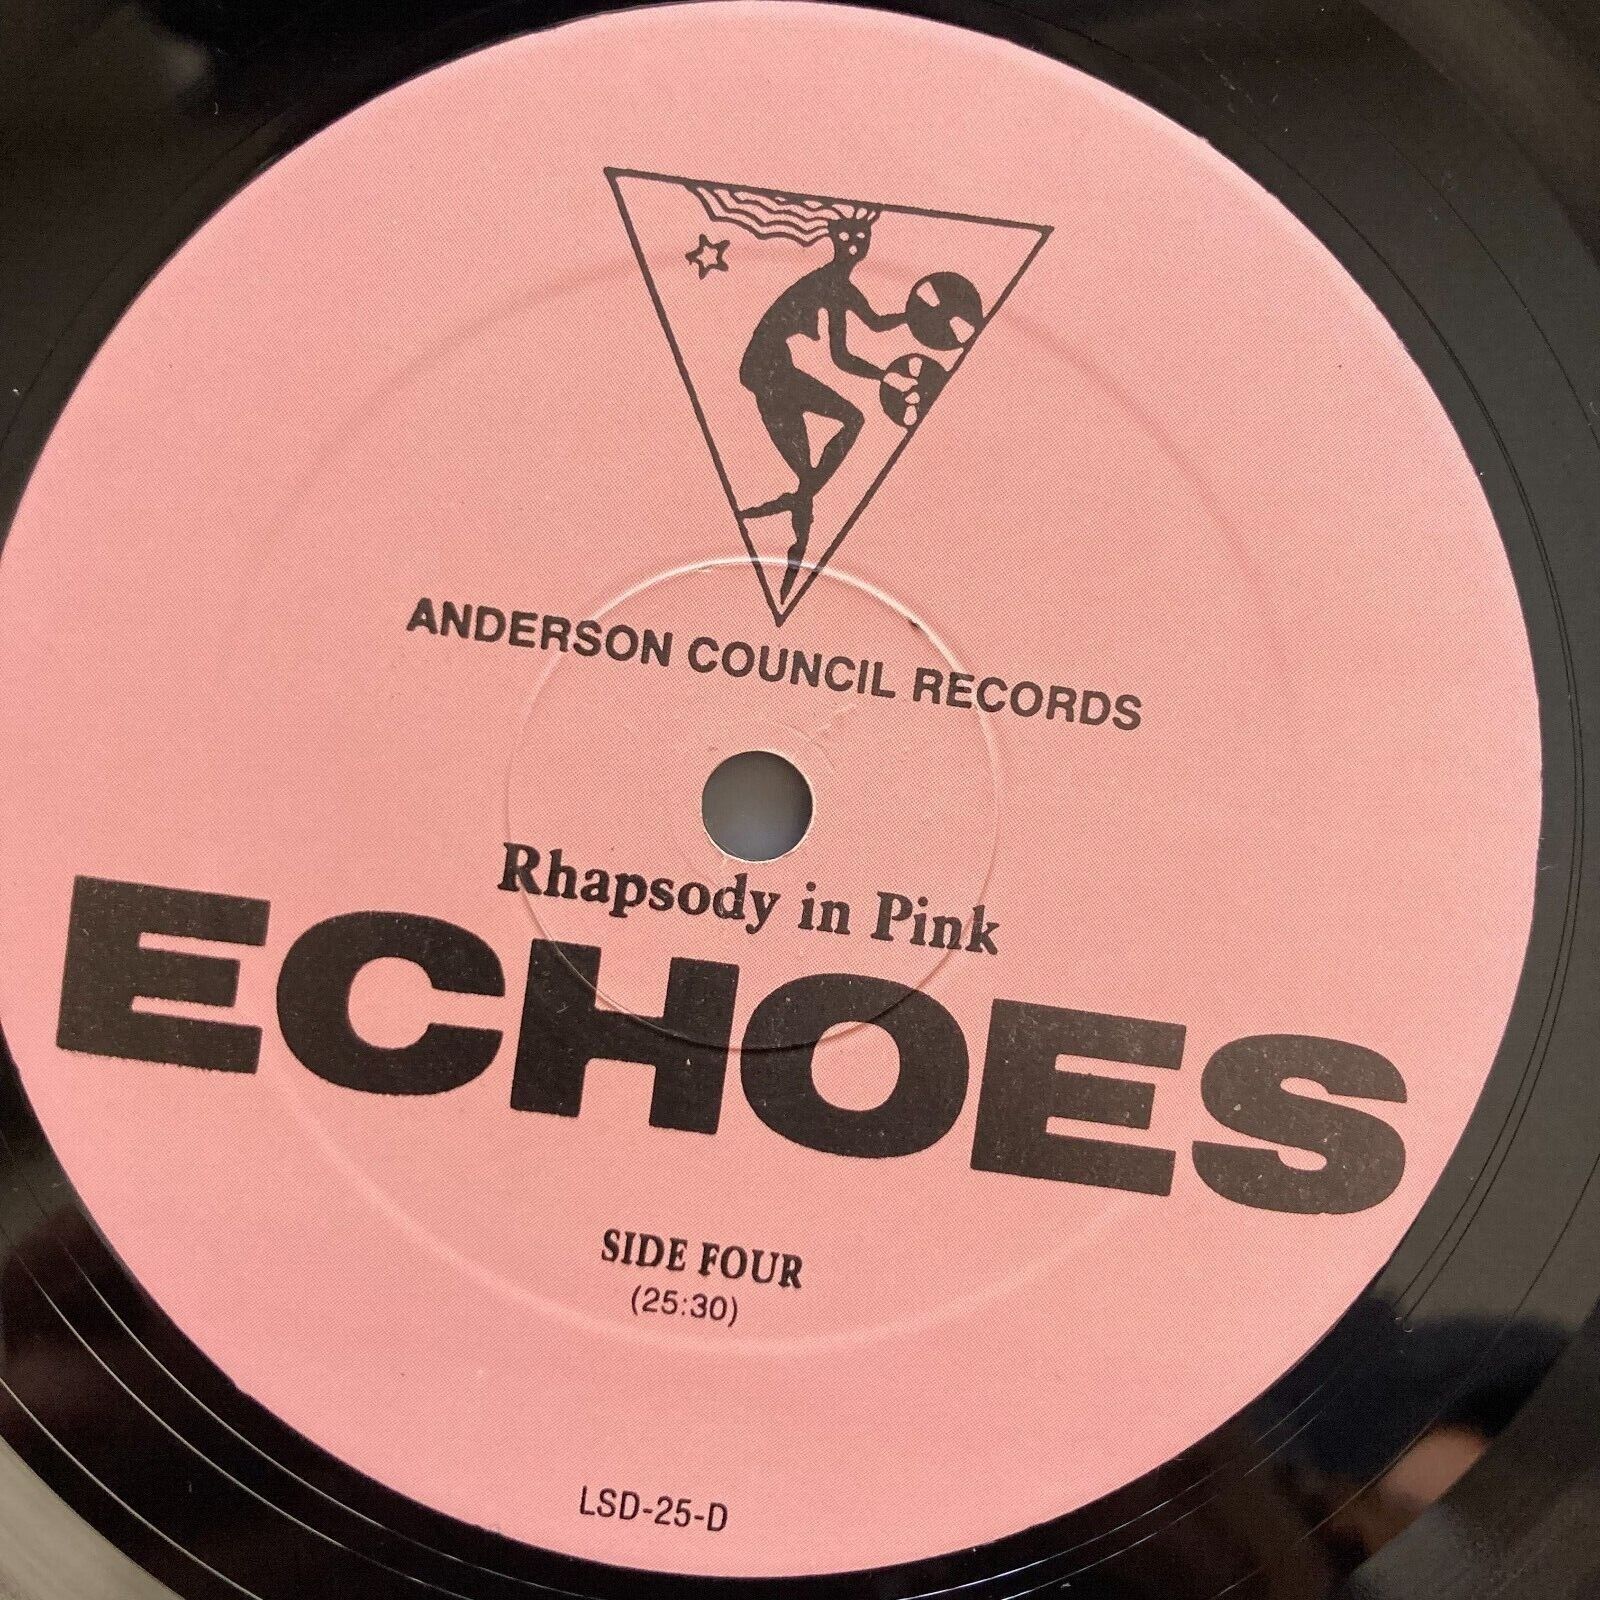 ANDERSON COUNCIL RECORDS
Rhapsody in Pink
ECHOES
SIDE FOUR
(25:30)
LSD-25-D